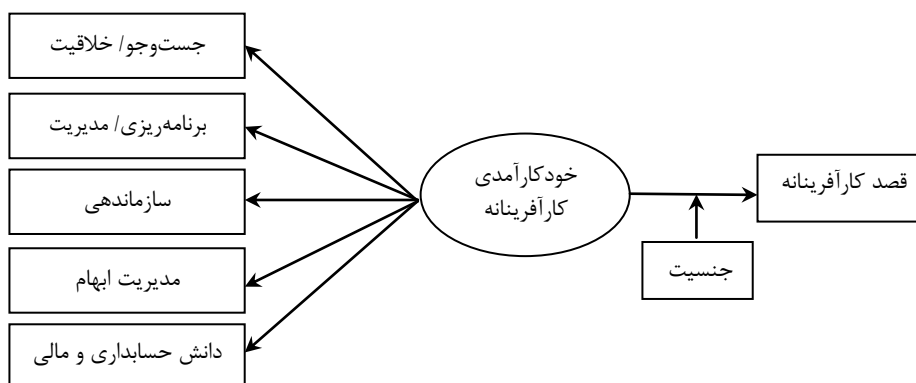 جست‌وجو/ خلاقیت
برنامه‌ریزی/ مدیریت
سازماندهی
مدیریت ابهام
دانش حسابداری و مالی
خودکارآمدی
کارآفرینانه
قصد کارآفرینانه
جنسیت